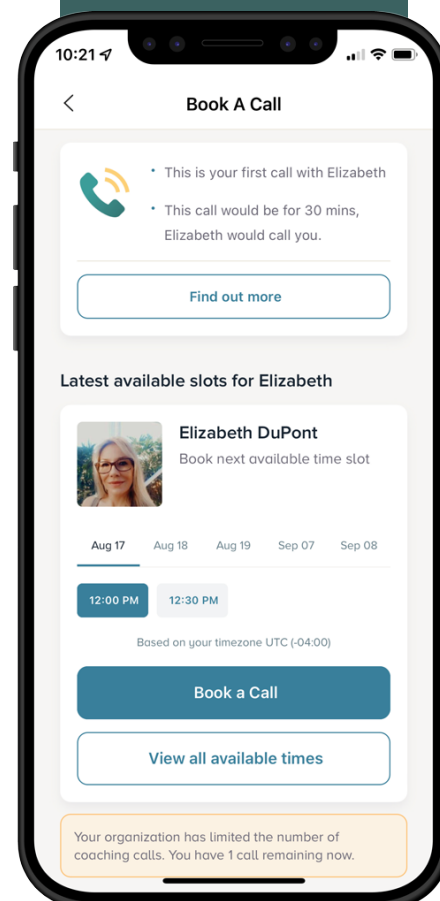 10:21
Book A Call
• This is your first call with Elizabeth
• This call would be for 30 mins,
Elizabeth would call you.
Find out more
Latest available slots for Elizabeth
Elizabeth DuPont
Book next available time slot
Aug 17 Aug 18 Aug 19 Sep 07 Sep 08
12:00 PM 12:30 PM
Based on your timezone UTC (-04:00)
Book a Call
View all available times
Your organization has limited the number of
coaching calls. You have 1 call remaining now.